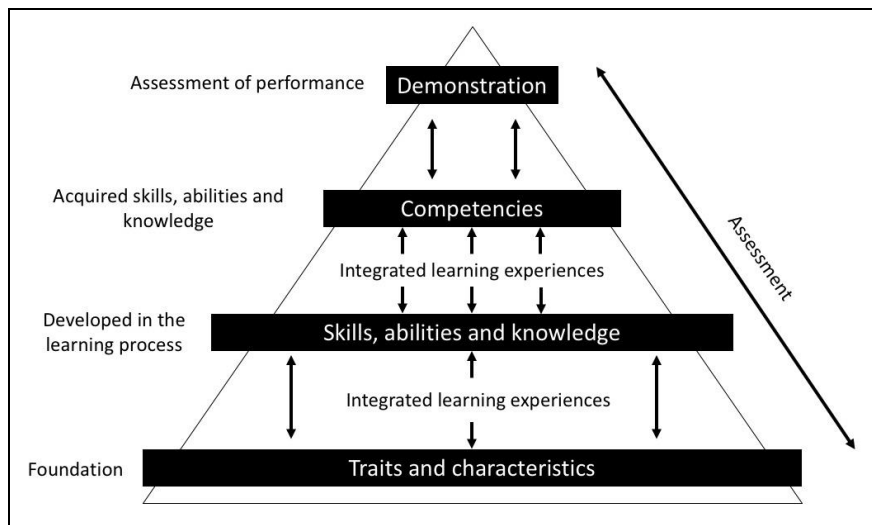 Assessment of performance
Demonstration
Acquired skills, abilities and
knowledge
Competencies
Integrated learning experiences
Assessment
Developed in the
learning process
Skills, abilities and knowledge
Integrated learning experiences
Foundation
Traits and characteristics